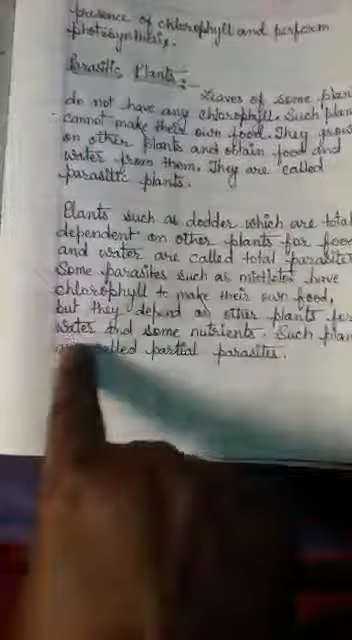 presence of chlorophyll and perform
photosynthesis.
Parasitic Plants:-
Leaves of some plan
do not have any chlorophyll. Such plan
cannot make their own food. They grow
on other plants and obtain food and
water from them. They are called
parasitic plants.
Plants such as dodder which are total
dependent on other plants for food
and water are called total parasite
Some parasites such as mistletoe have
chlorophyll to make their own food,
but they depend on other plants for
water and some nutrients. Such plan
called partial parasites.